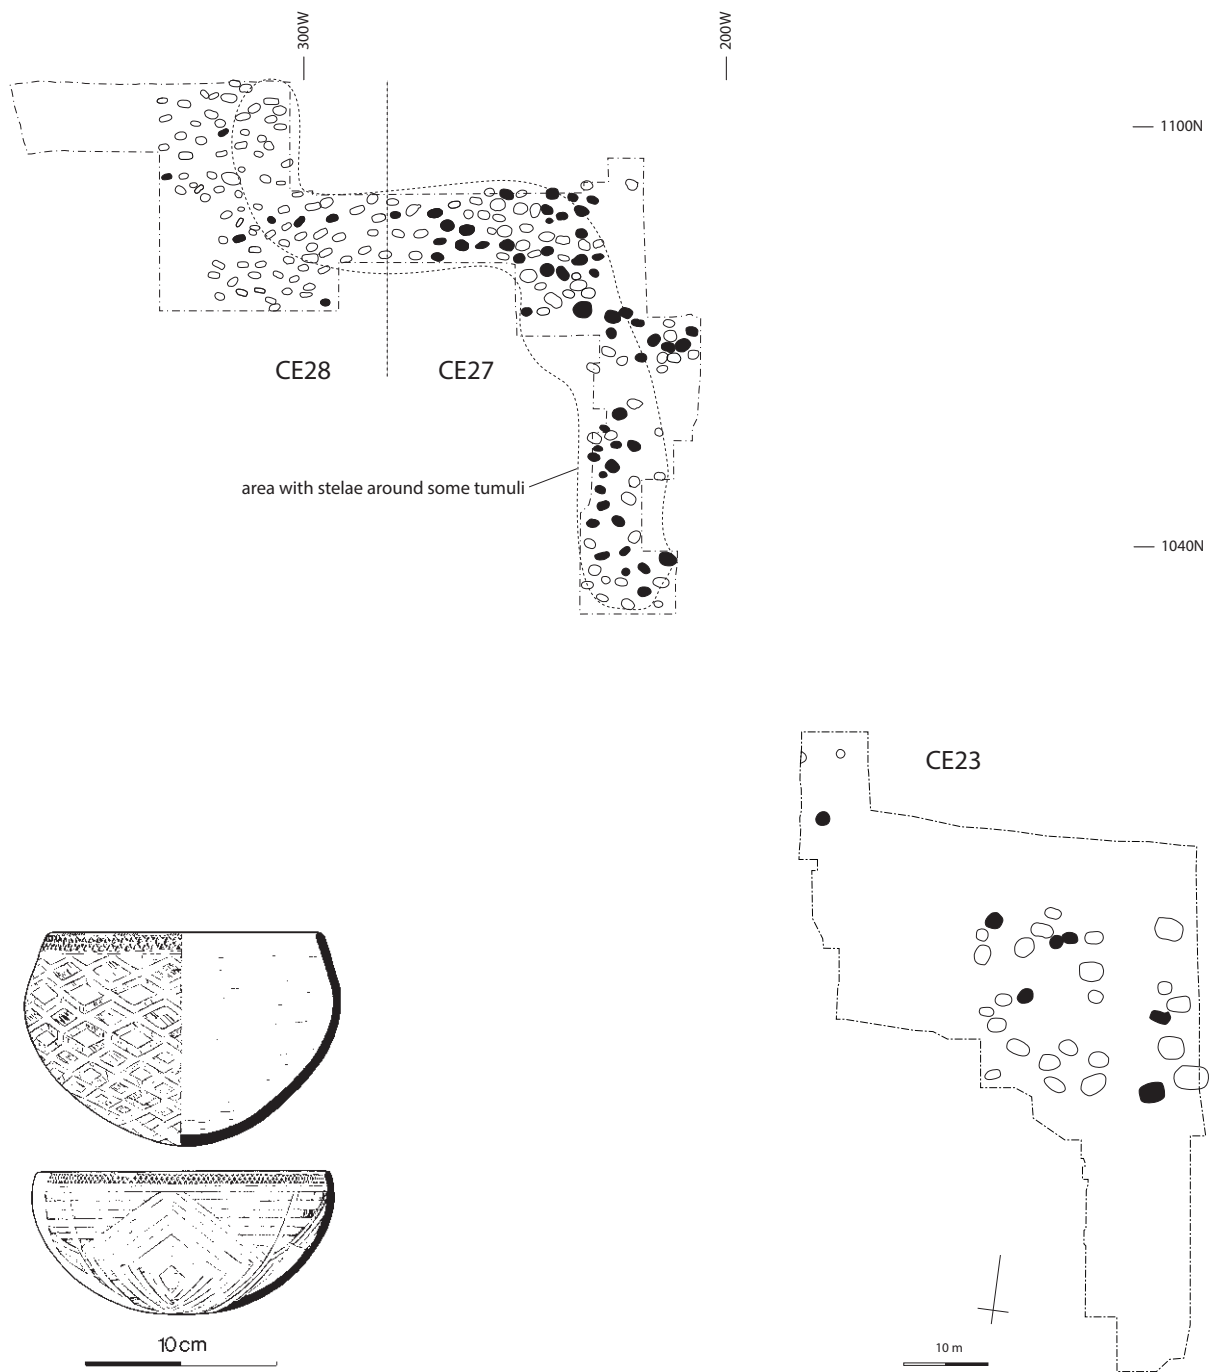 300W
200W
1100N
CE28
CE27
area with stelae around some tumuli
1040N
CE23
10cm
10 m